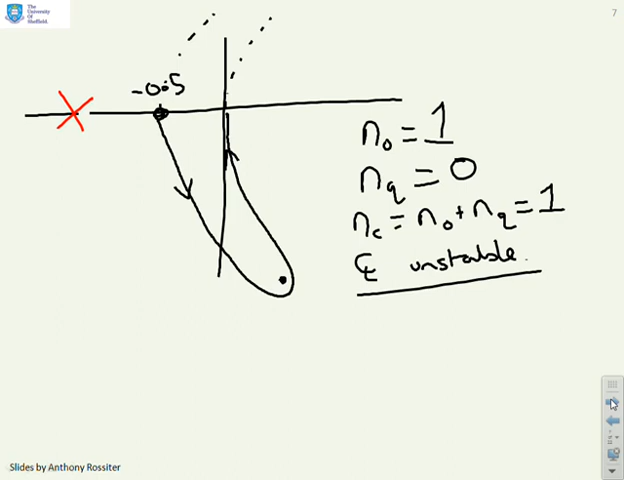 The
University
Of
Sheffield.
7
-0.5
n₀ = 1
n_q = 0
n_c = n₀ + n_q = 1
CL unstable.
Slides by Anthony Rossiter